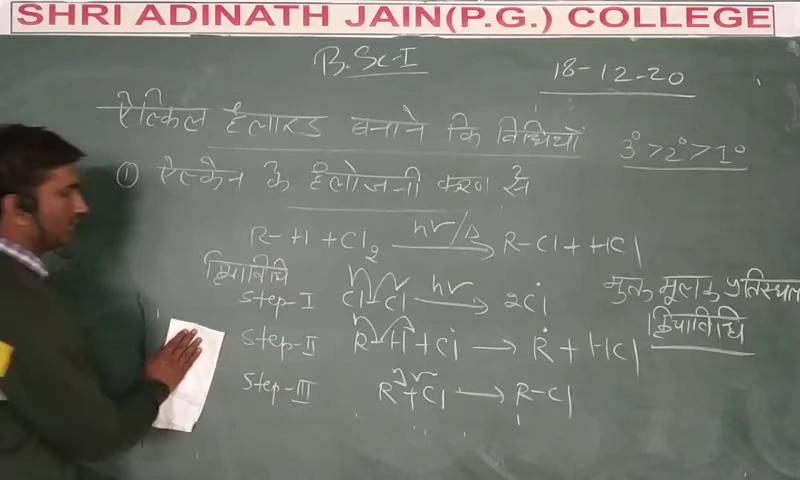 SHRI ADINATH JAIN(P.G.) COLLEGE
B.Sc-I
18-12-20
ऐल्किल हैलाइड बनाने कि विधियाँ
3° > 2° > 1°
① ऐल्केन के हैलोजनी करण से
R-H + Cl2 hν/Δ → R-Cl + HCl
क्रियाविधि
Step-I Cl-Cl hν → 2Cl̇
मुक्त मूलक प्रतिस्थापन
क्रियाविधि
Step-II R-H + Cl̇ → Ṙ + HCl
Step-III Ṙ + Cl̇ → R-Cl